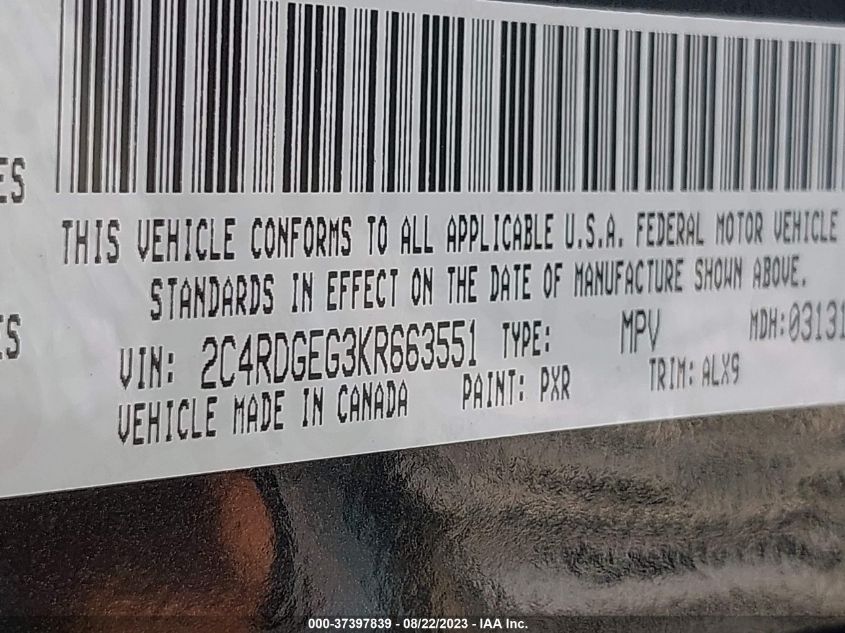 ES
THIS VEHICLE CONFORMS TO ALL APPLICABLE U.S.A. FEDERAL MOTOR VEHICLE
STANDARDS IN EFFECT ON THE DATE OF MANUFACTURE SHOWN ABOVE.
ES
VIN: 2C4RDGEG3KR663551 TYPE: MPV MDH:03131
VEHICLE MADE IN CANADA PAINT: PXR TRIM: ALX9
000-37397839 - 08/22/2023 - IAA Inc.